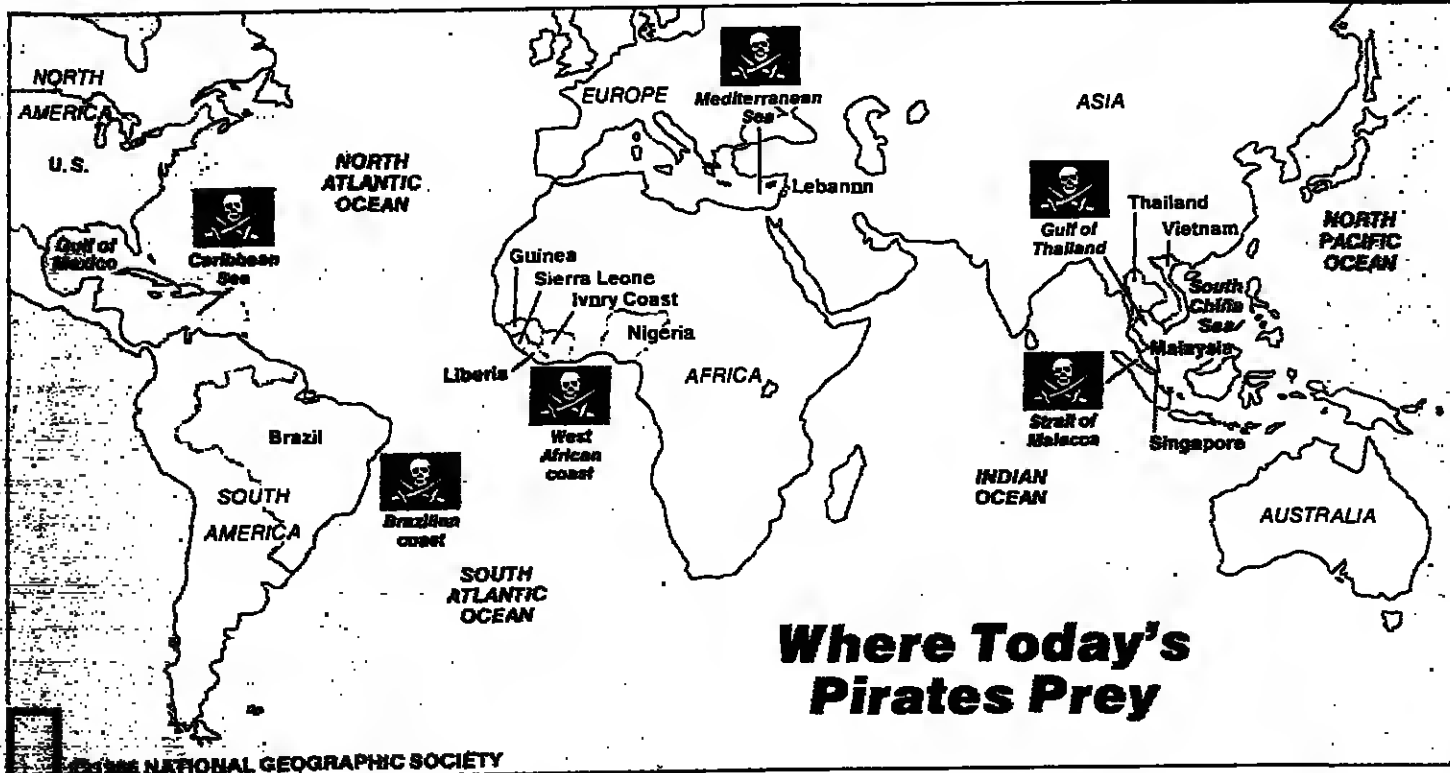 NORTH
AMERICA
U.S.
Gulf of
Mexico
Caribbean
Sea
NORTH
ATLANTIC
OCEAN
EUROPE
Mediterranean
Sea
Lebanon
ASIA
Gulf of
Thailand
Thailand
Vietnam
South
China
Sea
NORTH
PACIFIC
OCEAN
Guinea
Sierra Leone
Ivory Coast
Nigeria
Liberia
AFRICA
West
African
coast
Malaysia
Strait of
Malacca
Singapore
Brazil
SOUTH
AMERICA
Brazilian
coast
SOUTH
ATLANTIC
OCEAN
INDIAN
OCEAN
AUSTRALIA
Where Today's
Pirates Prey
NATIONAL GEOGRAPHIC SOCIETY